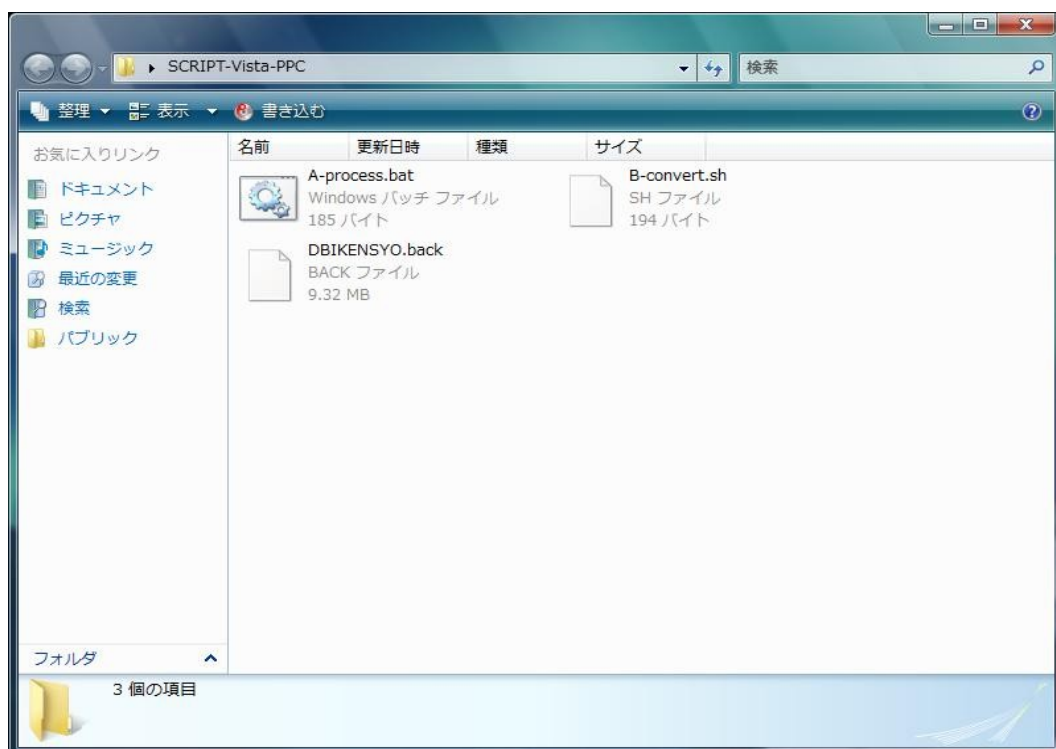 SCRIPT-Vista-PPC
検索
整理 表示 書き込む
お気に入りリンク
ドキュメント
ピクチャ
ミュージック
最近の変更
検索
パブリック
フォルダ
名前 更新日時 種類 サイズ
A-process.bat
Windows バッチ ファイル
185 バイト
B-convert.sh
SH ファイル
194 バイト
DBIKENSYO.back
BACK ファイル
9.32 MB
3 個の項目